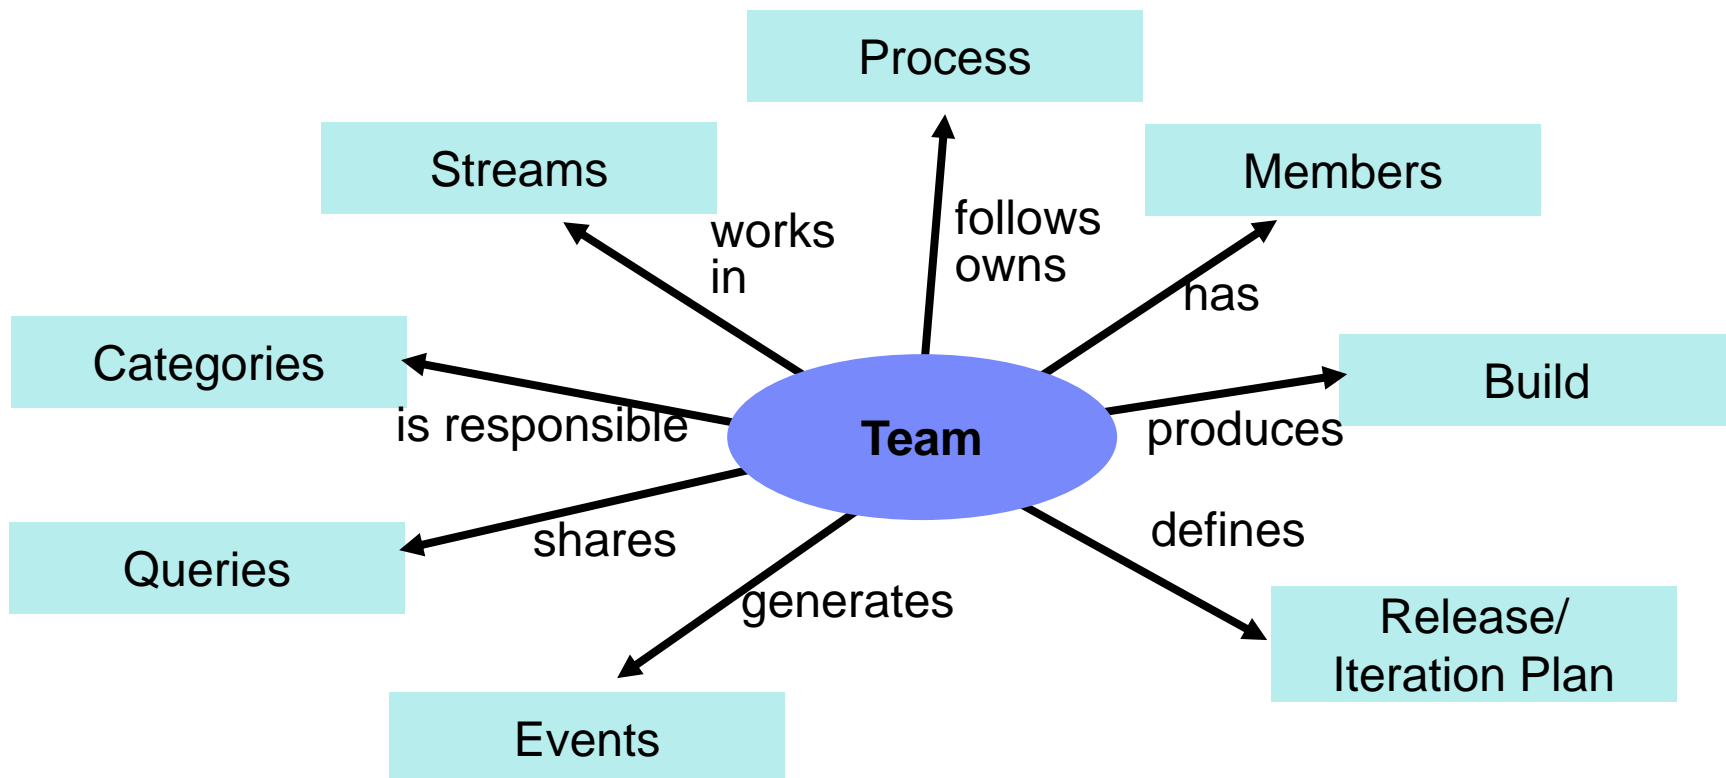 Process
Streams
Members
works
in
follows
owns
has
Categories
Build
is responsible
Team
produces
Queries
shares
defines
generates
Release/
Iteration Plan
Events